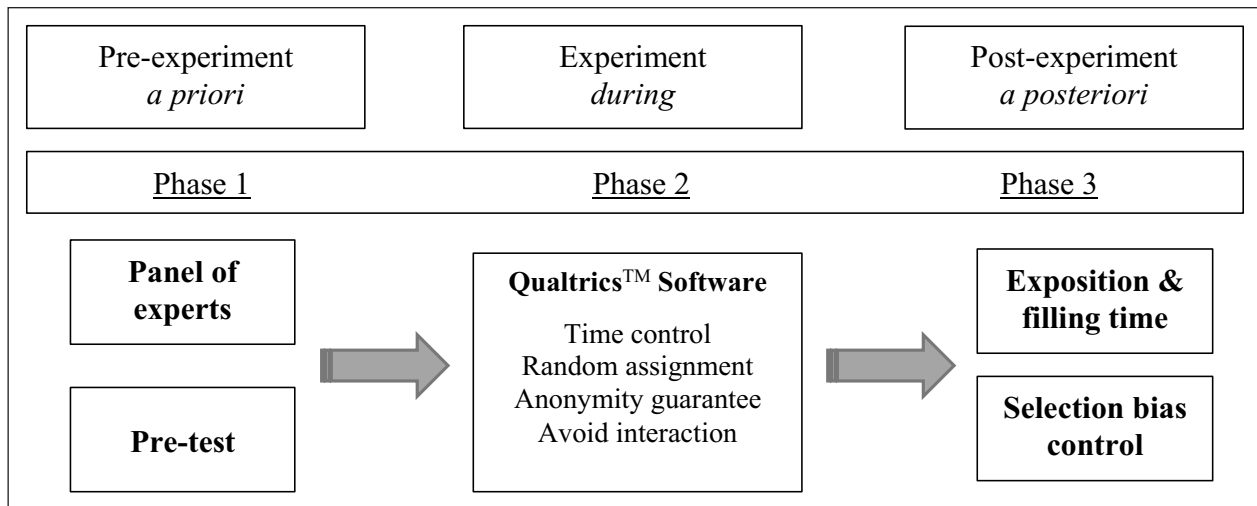 Pre-experiment
a priori
Experiment
during
Post-experiment
a posteriori
Phase 1
Phase 2
Phase 3
Panel of
experts
Pre-test
Qualtrics™ Software
Time control
Random assignment
Anonymity guarantee
Avoid interaction
Exposition &
filling time
Selection bias
control